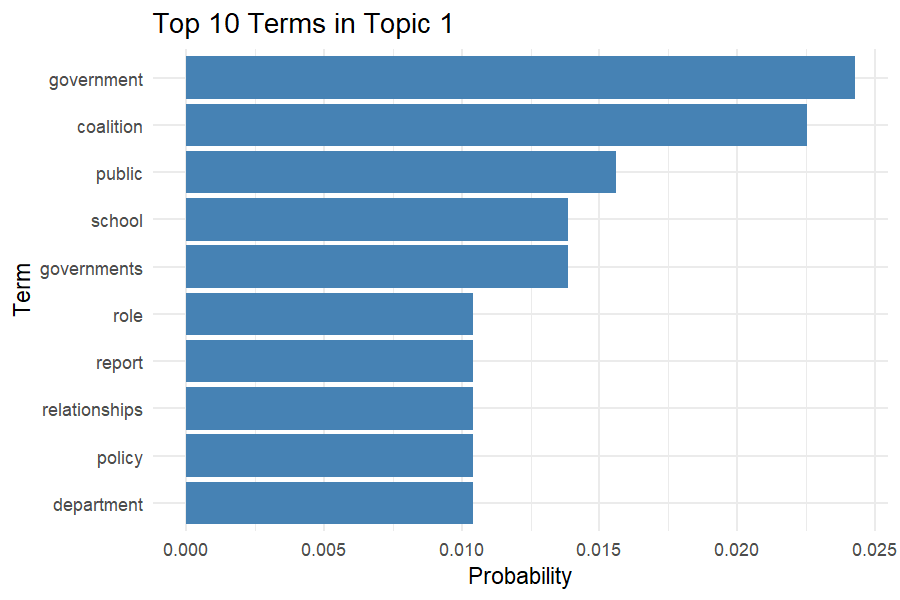 Top 10 Terms in Topic 1
Term
government
coalition
public
school
governments
role
report
relationships
policy
department
0.000 0.005 0.010 0.015 0.020 0.025
Probability